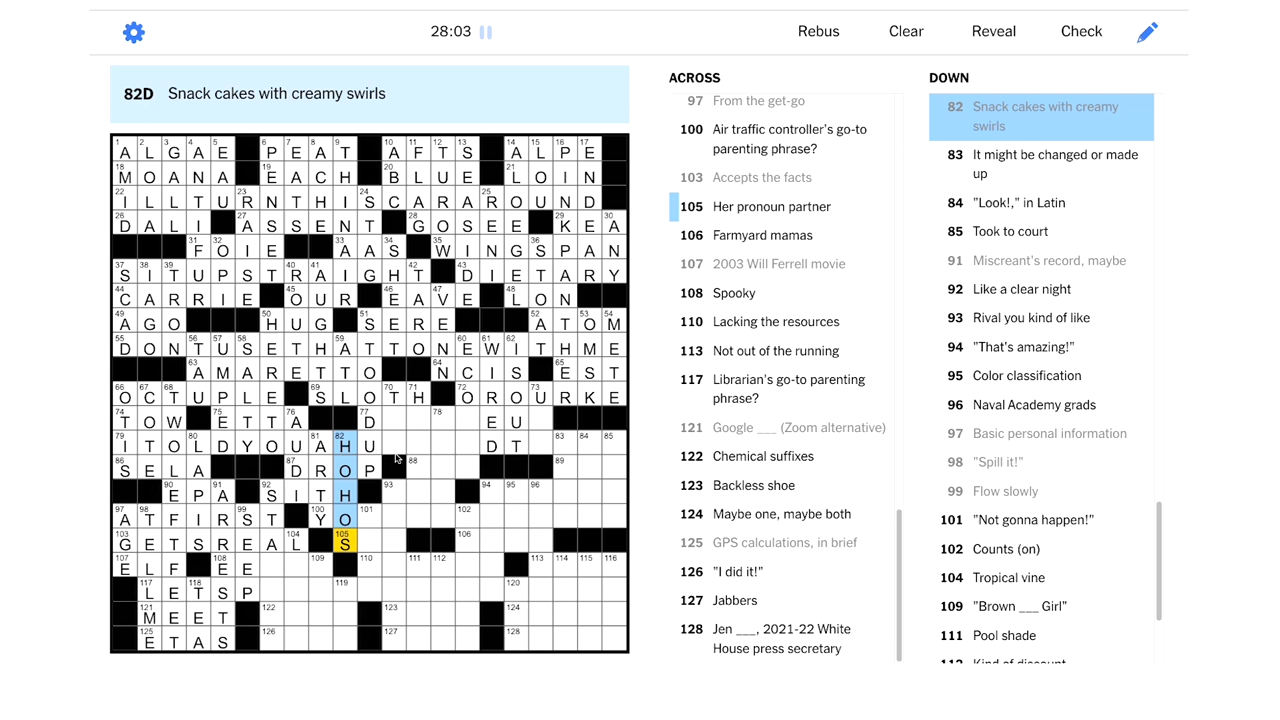 28:03
Rebus
Clear
Reveal
Check
82D Snack cakes with creamy swirls
ACROSS
97 From the get-go
100 Air traffic controller's go-to
parenting phrase?
103 Accepts the facts
105 Her pronoun partner
106 Farmyard mamas
107 2003 Will Ferrell movie
108 Spooky
110 Lacking the resources
113 Not out of the running
117 Librarian's go-to parenting
phrase?
121 Google ___ (Zoom alternative)
122 Chemical suffixes
123 Backless shoe
124 Maybe one, maybe both
125 GPS calculations, in brief
126 "I did it!"
127 Jabbers
128 Jen ___, 2021-22 White
House press secretary
DOWN
82 Snack cakes with creamy
swirls
83 It might be changed or made
up
84 "Look!," in Latin
85 Took to court
91 Miscreant's record, maybe
92 Like a clear night
93 Rival you kind of like
94 "That's amazing!"
95 Color classification
96 Naval Academy grads
97 Basic personal information
98 "Spill it!"
99 Flow slowly
101 "Not gonna happen!"
102 Counts (on)
104 Tropical vine
109 "Brown ___ Girl"
111 Pool shade
112 Kind of discount
A L G A E P E A T A F T S A L P E
M O A N A E A C H B L U E L O I N
I L L T U R N T H I S C A R A R O U N D
D A L I A S S E N T G O S E E K E A
F O I E A A S W I N G S P A N
S I T U P S T R A I G H T D I E T A R Y
C A R R I E O U R E A V E L O N
A G O H U G S E R E A T O M
D O N T U S E T H A T T O N E W I T H M E
A M A R E T T O N C I S E S T
O C T U P L E S L O T H O R O U R K E
T O W E T T A D E U
I T O L D Y O U A H U D T
S E L A D R O P
E P A S I T H
A T F I R S T Y O
G E T S R E A L S
E L F E E
L E T S P
M E E T
E T A S